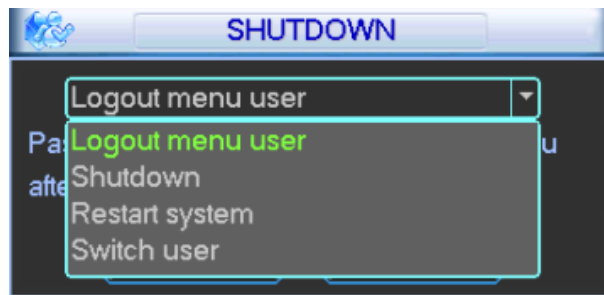 SHUTDOWN
Logout menu user
Logout menu user
Shutdown
Restart system
Switch user